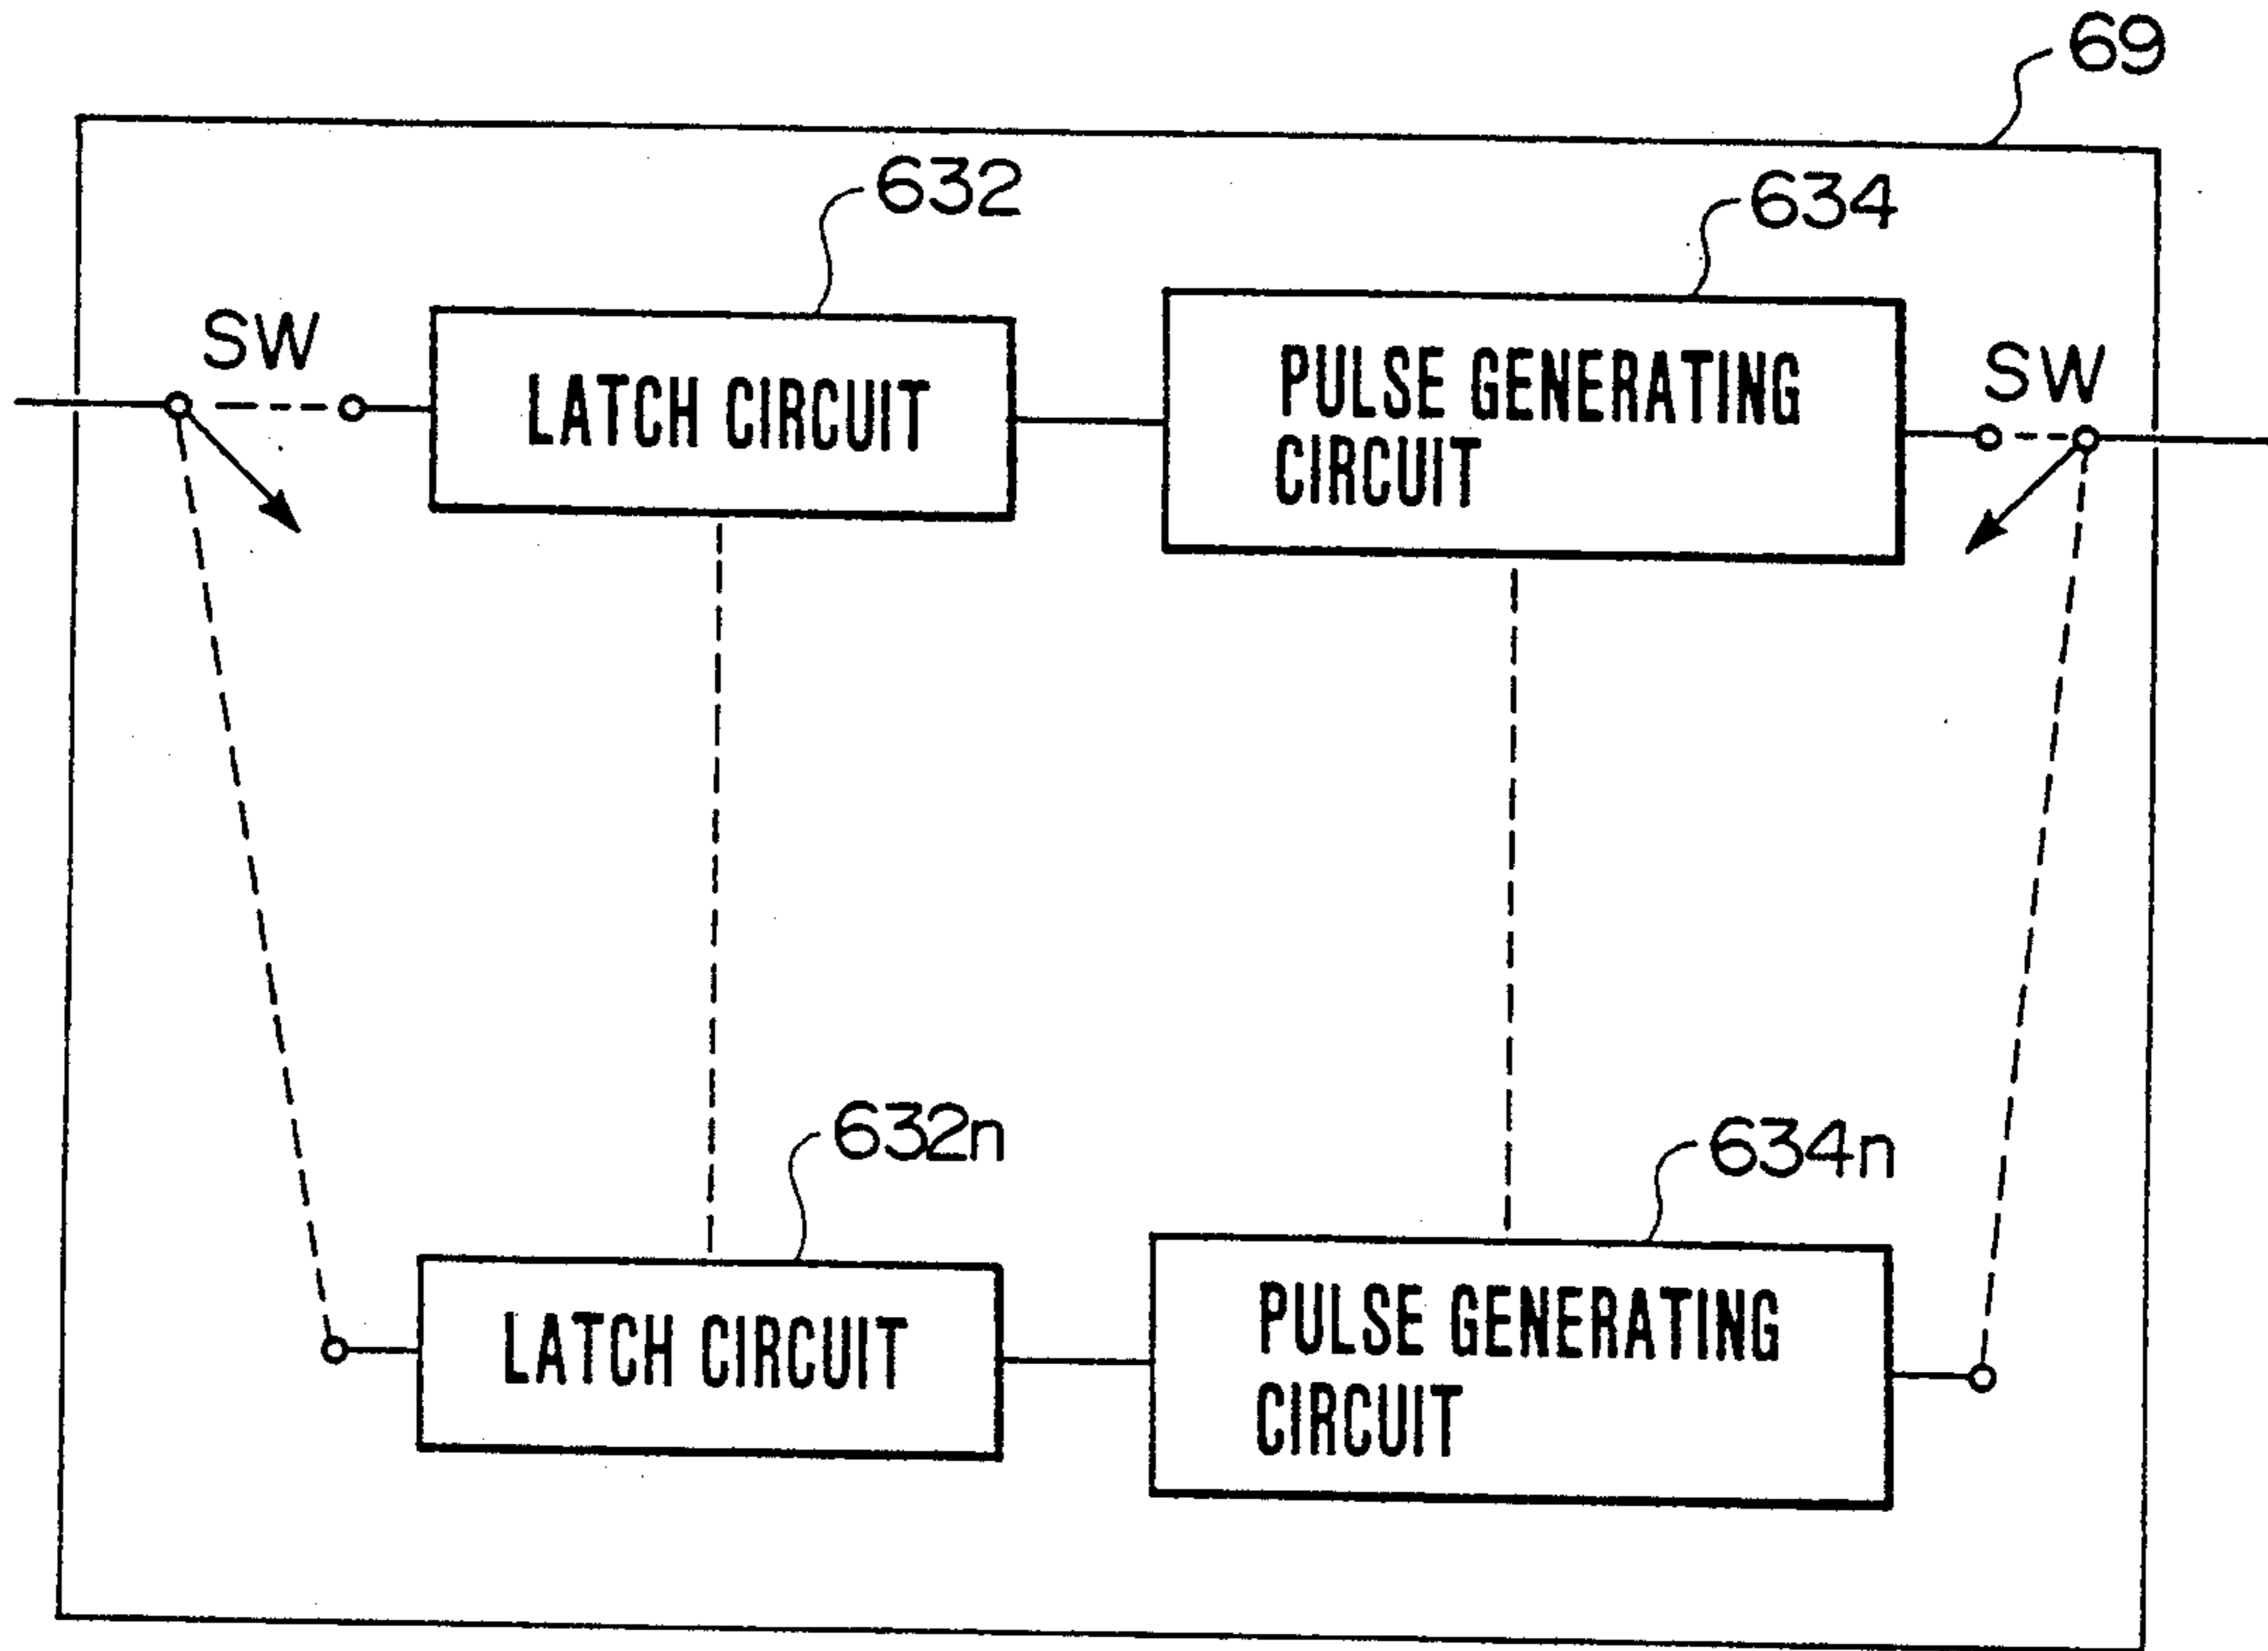 69
632
634
SW
SW
LATCH CIRCUIT
PULSE GENERATING
CIRCUIT
632n
634n
LATCH CIRCUIT
PULSE GENERATING
CIRCUIT